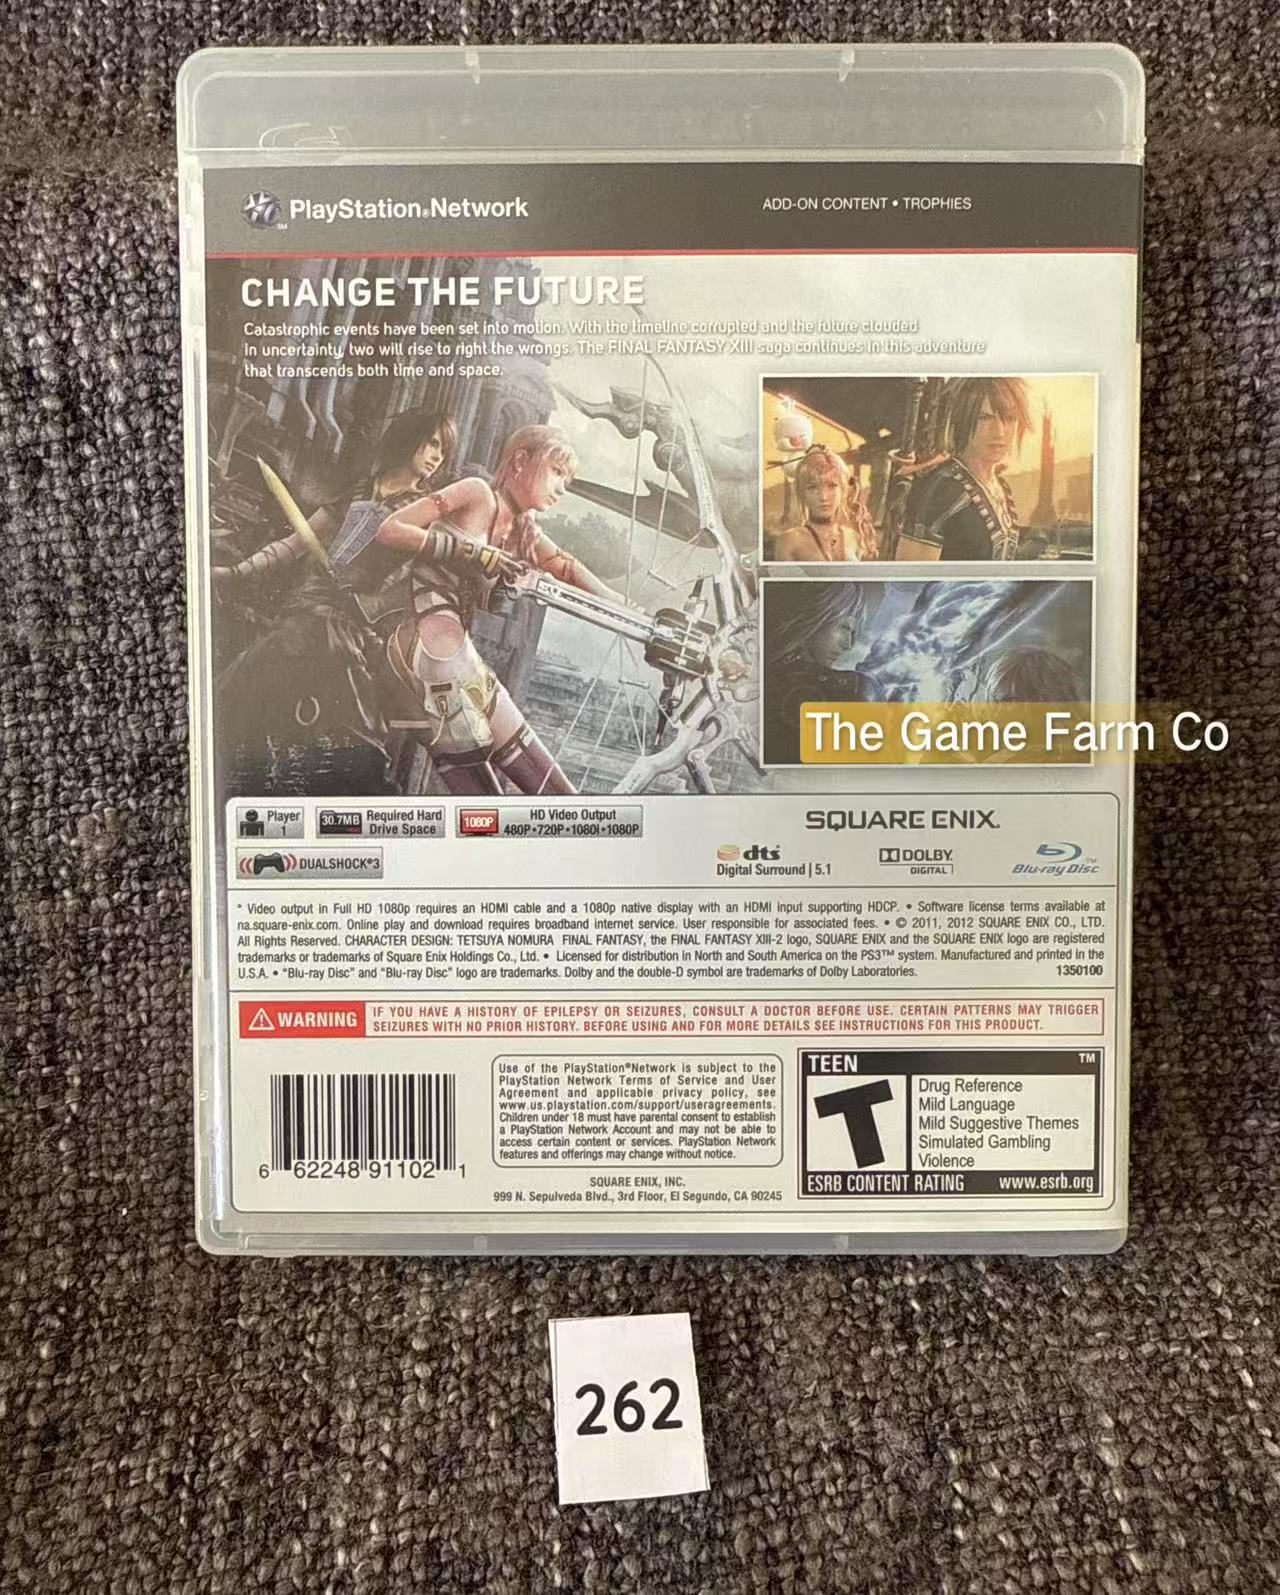 PlayStation®Network
SM
ADD-ON CONTENT • TROPHIES
CHANGE THE FUTURE
Catastrophic events have been set into motion. With the timeline corrupted and the future clouded
in uncertainty, two will rise to right the wrongs. The FINAL FANTASY XIII saga continues in this adventure
that transcends both time and space.
The Game Farm Co
Player
1
30.7MB
Required Hard
Drive Space
1080P
HD Video Output
480P•720P•1080i•1080P
SQUARE ENIX.
DUALSHOCK®3
dts
Digital Surround | 5.1
DOLBY
DIGITAL
Blu-ray Disc
TM
* Video output in Full HD 1080p requires an HDMI cable and a 1080p native display with an HDMI input supporting HDCP. • Software license terms available at
na.square-enix.com. Online play and download requires broadband internet service. User responsible for associated fees. • © 2011, 2012 SQUARE ENIX CO., LTD.
All Rights Reserved. CHARACTER DESIGN: TETSUYA NOMURA FINAL FANTASY, the FINAL FANTASY XIII-2 logo, SQUARE ENIX and the SQUARE ENIX logo are registered
trademarks or trademarks of Square Enix Holdings Co., Ltd. • Licensed for distribution in North and South America on the PS3™ system. Manufactured and printed in the
U.S.A. • "Blu-ray Disc" and "Blu-ray Disc" logo are trademarks. Dolby and the double-D symbol are trademarks of Dolby Laboratories.
1350100
WARNING
IF YOU HAVE A HISTORY OF EPILEPSY OR SEIZURES, CONSULT A DOCTOR BEFORE USE. CERTAIN PATTERNS MAY TRIGGER
SEIZURES WITH NO PRIOR HISTORY. BEFORE USING AND FOR MORE DETAILS SEE INSTRUCTIONS FOR THIS PRODUCT.
6 62248 91102 1
Use of the PlayStation®Network is subject to the
PlayStation Network Terms of Service and User
Agreement and applicable privacy policy, see
www.us.playstation.com/support/useragreements.
Children under 18 must have parental consent to establish
a PlayStation Network Account and may not be able to
access certain content or services. PlayStation Network
features and offerings may change without notice.
SQUARE ENIX, INC.
999 N. Sepulveda Blvd., 3rd Floor, El Segundo, CA 90245
TEEN
TM
T
Drug Reference
Mild Language
Mild Suggestive Themes
Simulated Gambling
Violence
ESRB CONTENT RATING
www.esrb.org
262